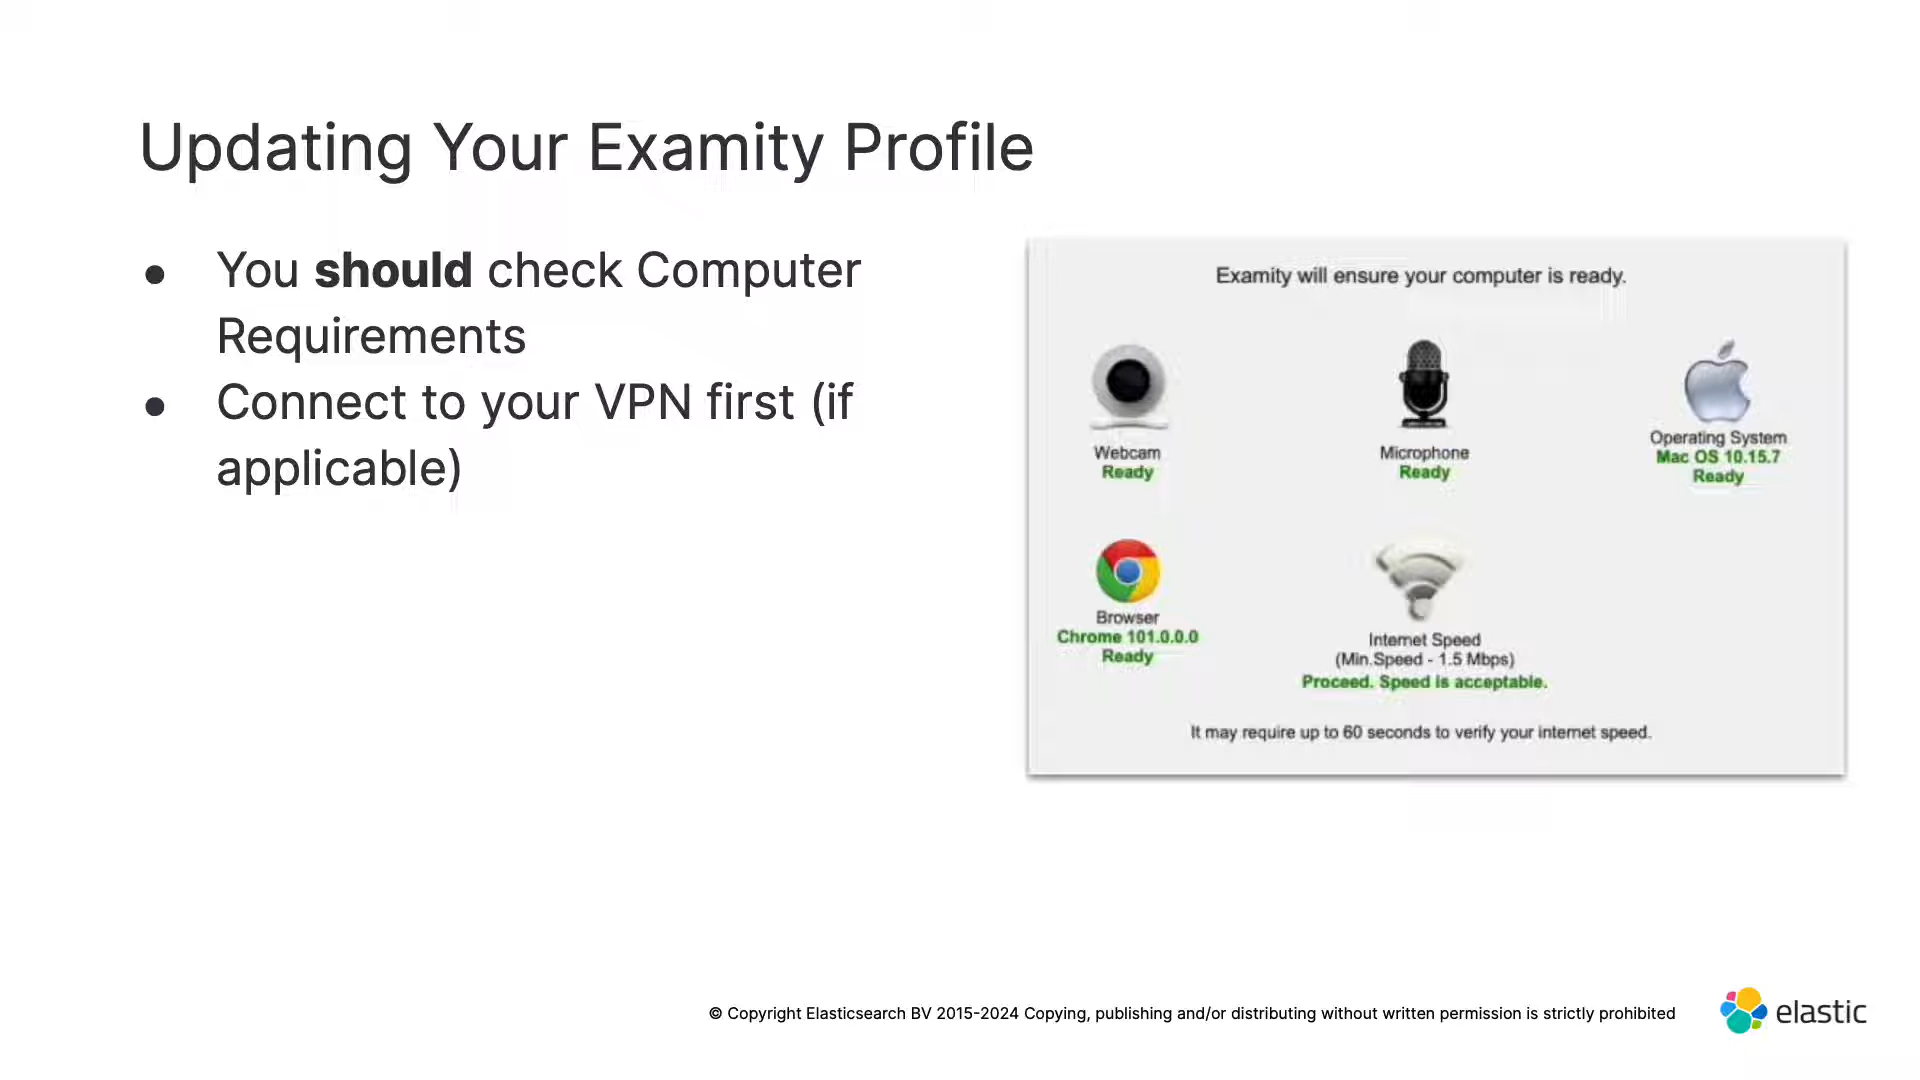 Updating Your Examity Profile
● You should check Computer
Requirements
● Connect to your VPN first (if
applicable)
Examity will ensure your computer is ready.
Webcam
Ready
Microphone
Ready
Operating System
Mac OS 10.15.7
Ready
Browser
Chrome 101.0.0.0
Ready
Internet Speed
(Min.Speed - 1.5 Mbps)
Proceed. Speed is acceptable.
It may require up to 60 seconds to verify your internet speed.
© Copyright Elasticsearch BV 2015-2024 Copying, publishing and/or distributing without written permission is strictly prohibited
elastic